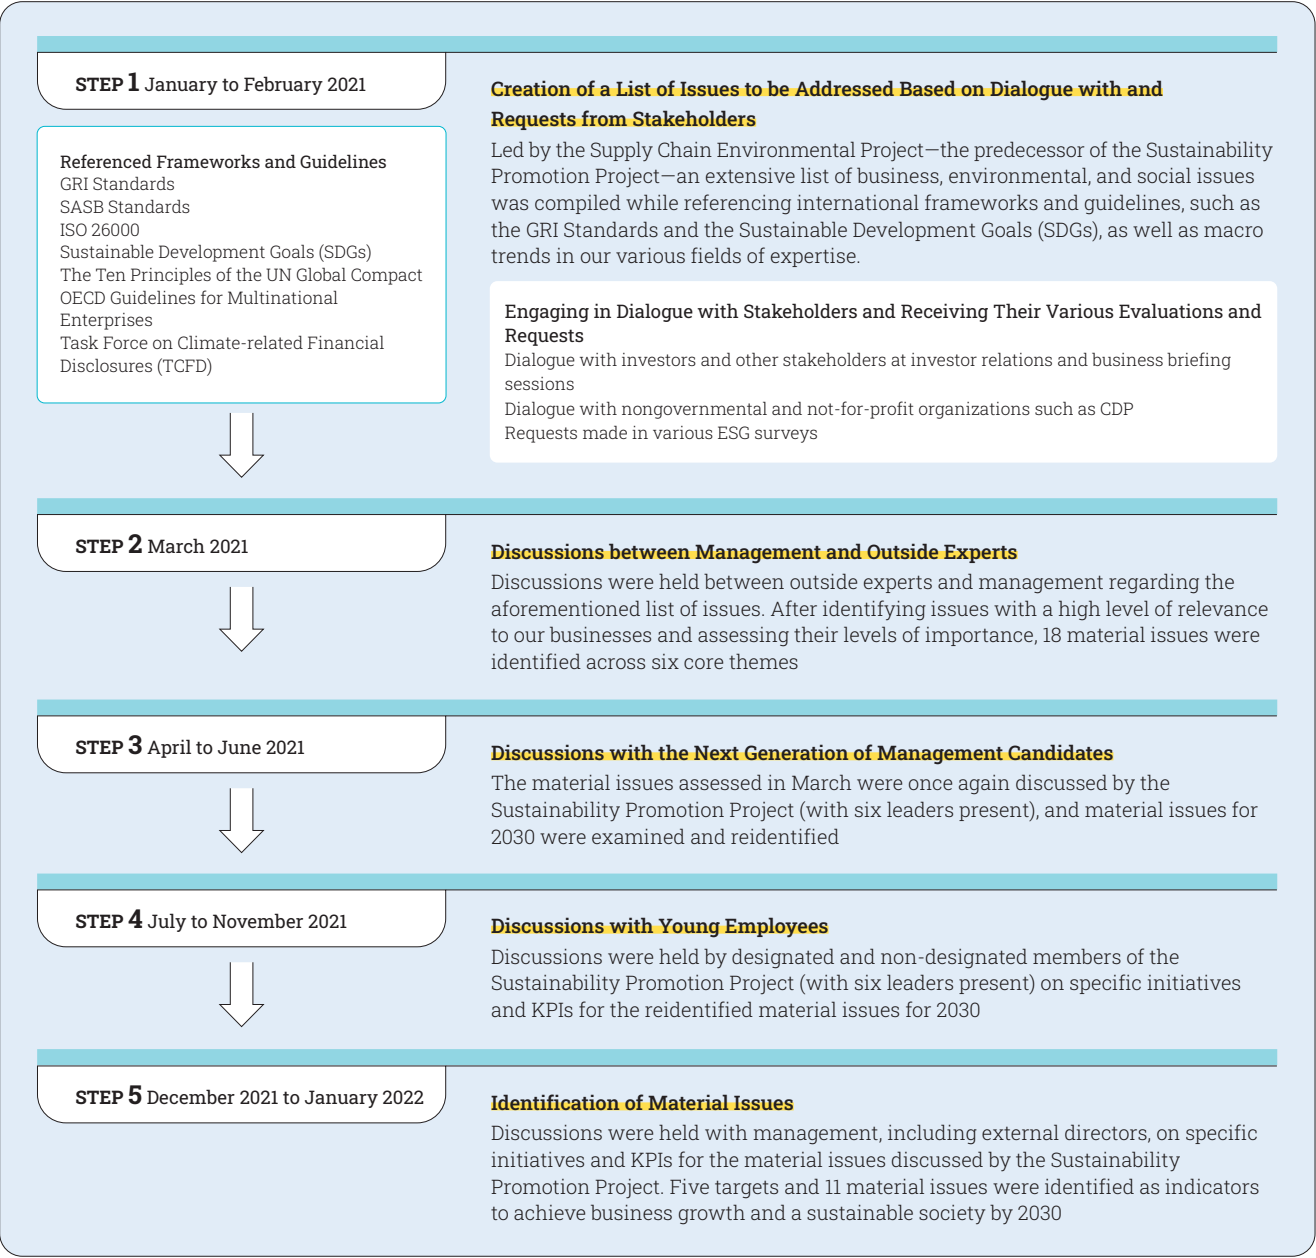 STEP 1 January to February 2021
Referenced Frameworks and Guidelines
GRI Standards
SASB Standards
ISO 26000
Sustainable Development Goals (SDGs)
The Ten Principles of the UN Global Compact
OECD Guidelines for Multinational
Enterprises
Task Force on Climate-related Financial
Disclosures (TCFD)
Creation of a List of Issues to be Addressed Based on Dialogue with and
Requests from Stakeholders
Led by the Supply Chain Environmental Project—the predecessor of the Sustainability
Promotion Project—an extensive list of business, environmental, and social issues
was compiled while referencing international frameworks and guidelines, such as
the GRI Standards and the Sustainable Development Goals (SDGs), as well as macro
trends in our various fields of expertise.
Engaging in Dialogue with Stakeholders and Receiving Their Various Evaluations and
Requests
Dialogue with investors and other stakeholders at investor relations and business briefing
sessions
Dialogue with nongovernmental and not-for-profit organizations such as CDP
Requests made in various ESG surveys
STEP 2 March 2021
Discussions between Management and Outside Experts
Discussions were held between outside experts and management regarding the
aforementioned list of issues. After identifying issues with a high level of relevance
to our businesses and assessing their levels of importance, 18 material issues were
identified across six core themes
STEP 3 April to June 2021
Discussions with the Next Generation of Management Candidates
The material issues assessed in March were once again discussed by the
Sustainability Promotion Project (with six leaders present), and material issues for
2030 were examined and reidentified
STEP 4 July to November 2021
Discussions with Young Employees
Discussions were held by designated and non-designated members of the
Sustainability Promotion Project (with six leaders present) on specific initiatives
and KPIs for the reidentified material issues for 2030
STEP 5 December 2021 to January 2022
Identification of Material Issues
Discussions were held with management, including external directors, on specific
initiatives and KPIs for the material issues discussed by the Sustainability
Promotion Project. Five targets and 11 material issues were identified as indicators
to achieve business growth and a sustainable society by 2030